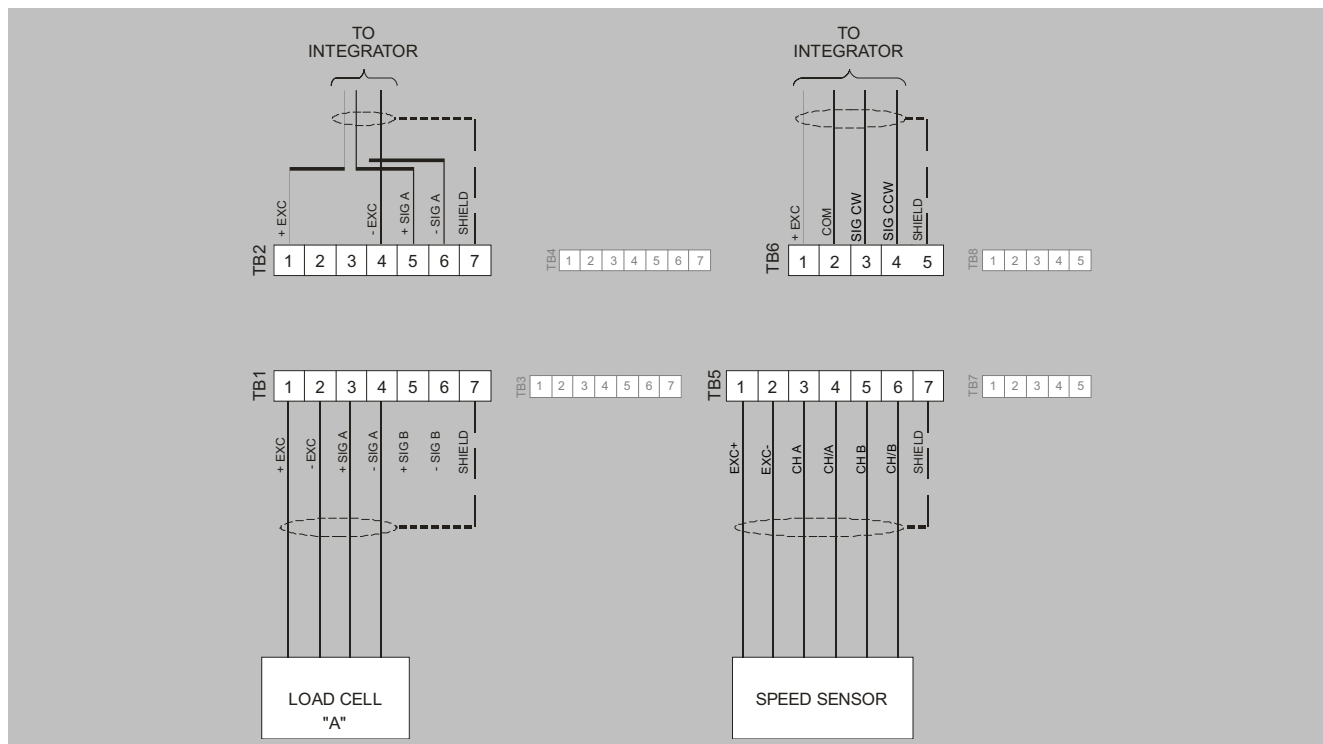 TO
INTEGRATOR
TO
INTEGRATOR
+ EXC
- EXC
+ SIG A
- SIG A
SHIELD
+ EXC
COM
SIG CW
SIG CCW
SHIELD
TB2
1 2 3 4 5 6 7
TB4
1 2 3 4 5 6 7
TB6
1 2 3 4 5
TB8
1 2 3 4 5
TB1
1 2 3 4 5 6 7
TB3
1 2 3 4 5 6 7
TB5
1 2 3 4 5 6 7
TB7
1 2 3 4 5
+ EXC
- EXC
+ SIG A
- SIG A
+ SIG B
- SIG B
SHIELD
EXC+
EXC-
CH A
CH/A
CH B
CH/B
SHIELD
LOAD CELL
"A"
SPEED SENSOR